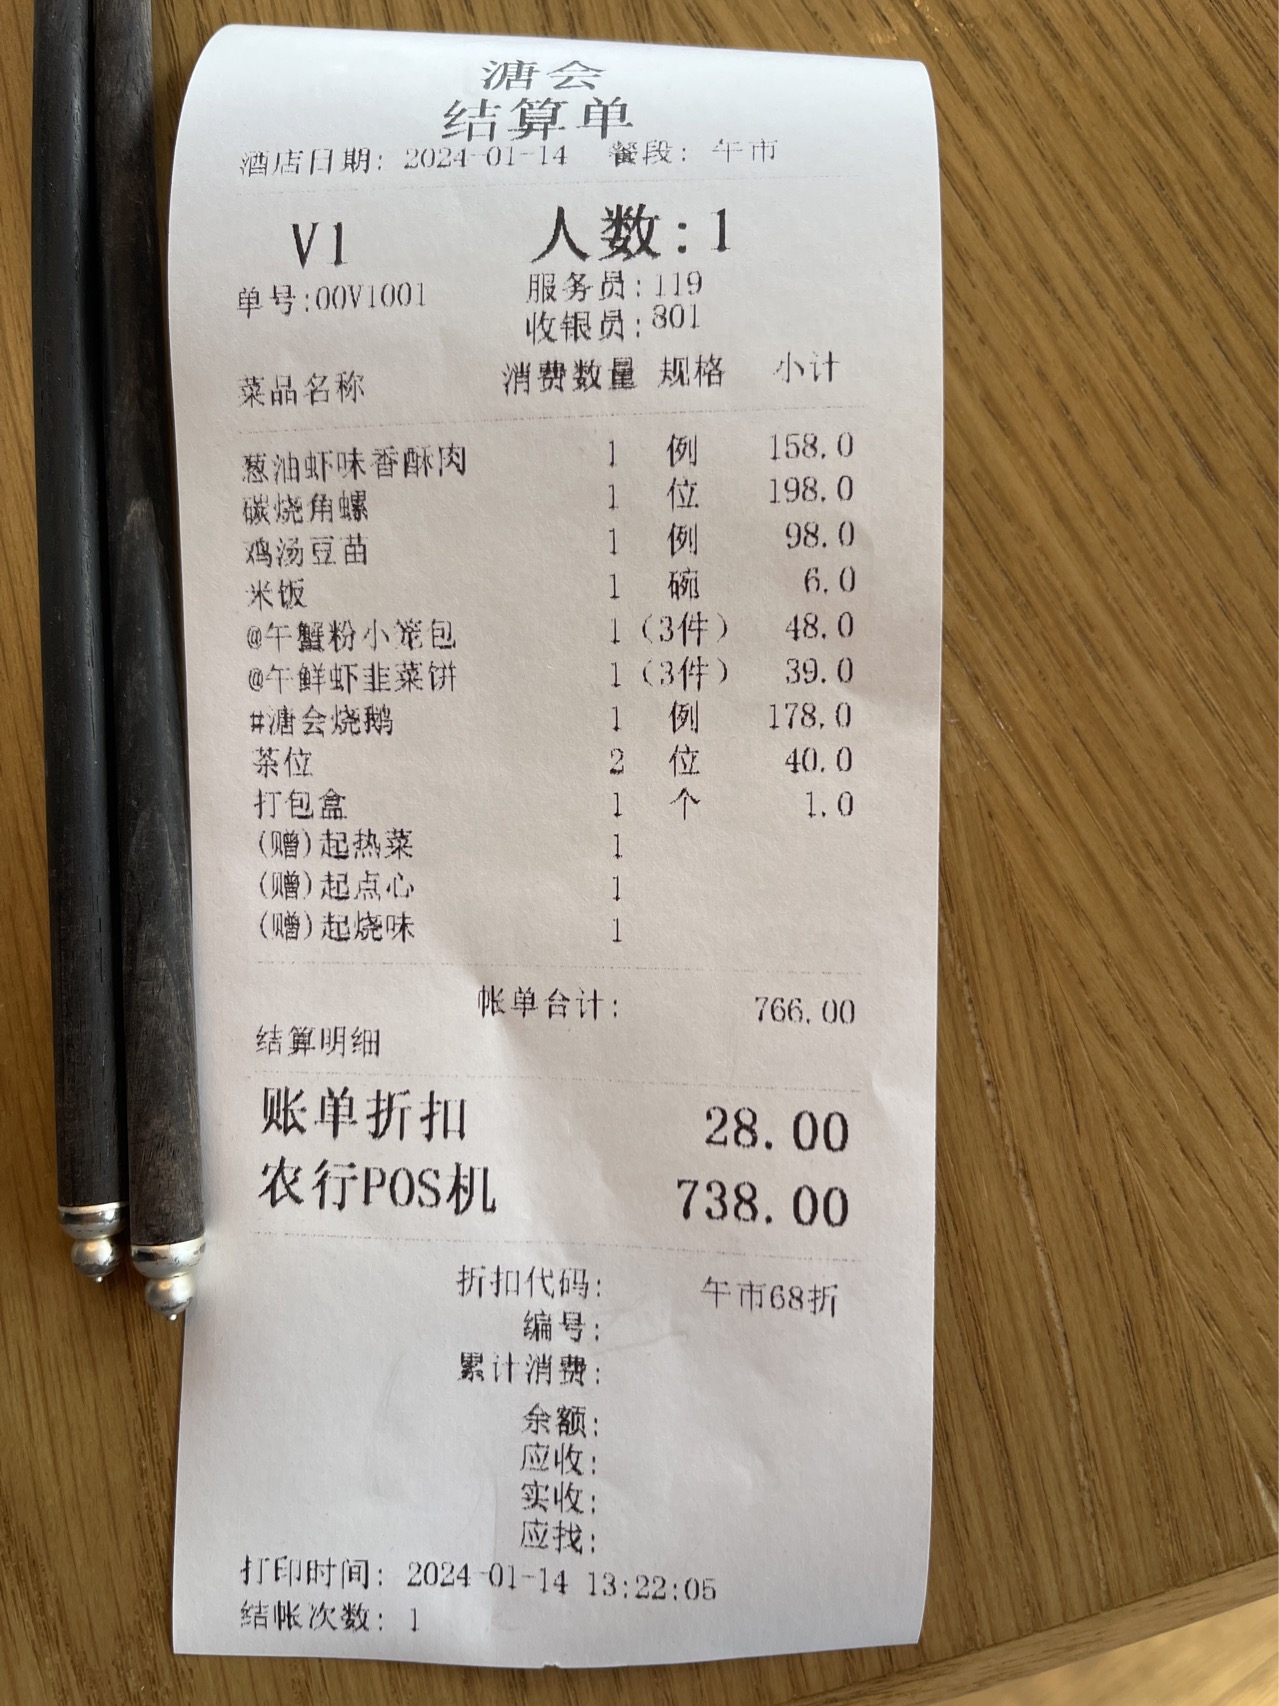 溏会
结算单
酒店日期: 2024-01-14 餐段: 午市
V1 人数:1
单号:00V1001 服务员:119
收银员:801
菜品名称 消费数量 规格 小计
葱油虾味香酥肉 1 例 158.0
碳烧角螺 1 位 198.0
鸡汤豆苗 1 例 98.0
米饭 1 碗 6.0
@午蟹粉小笼包 1 (3件) 48.0
@午鲜虾韭菜饼 1 (3件) 39.0
#溏会烧鹅 1 例 178.0
茶位 2 位 40.0
打包盒 1 个 1.0
(赠)起热菜 1
(赠)起点心 1
(赠)起烧味 1
帐单合计: 766.00
结算明细
账单折扣 28.00
农行POS机 738.00
折扣代码: 午市68折
编号:
累计消费:
余额:
应收:
实收:
应找:
打印时间: 2024-01-14 13:22:05
结帐次数: 1